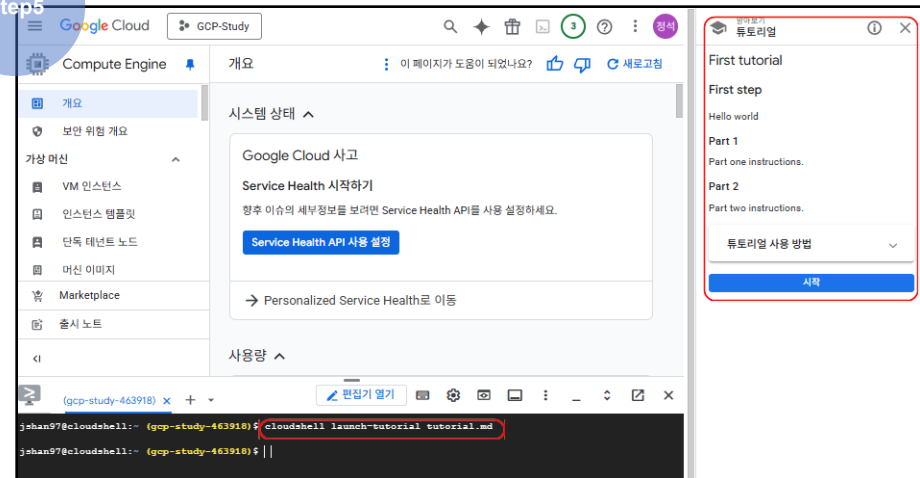 step5
Google Cloud
GCP-Study
3
정석
Compute Engine
개요
이 페이지가 도움이 되었나요?
새로고침
개요
보안 위험 개요
가상 머신
VM 인스턴스
인스턴스 템플릿
단독 테넌트 노드
머신 이미지
Marketplace
출시 노트
시스템 상태
Google Cloud 사고
Service Health 시작하기
향후 이슈의 세부정보를 보려면 Service Health API를 사용 설정하세요.
Service Health API 사용 설정
→ Personalized Service Health로 이동
사용량
맡아보기
튜토리얼
First tutorial
First step
Hello world
Part 1
Part one instructions.
Part 2
Part two instructions.
튜토리얼 사용 방법
시작
(gcp-study-463918) × +
편집기 열기
jshan97@cloudshell:~ (gcp-study-463918)$ cloudshell launch-tutorial tutorial.md
jshan97@cloudshell:~ (gcp-study-463918)$